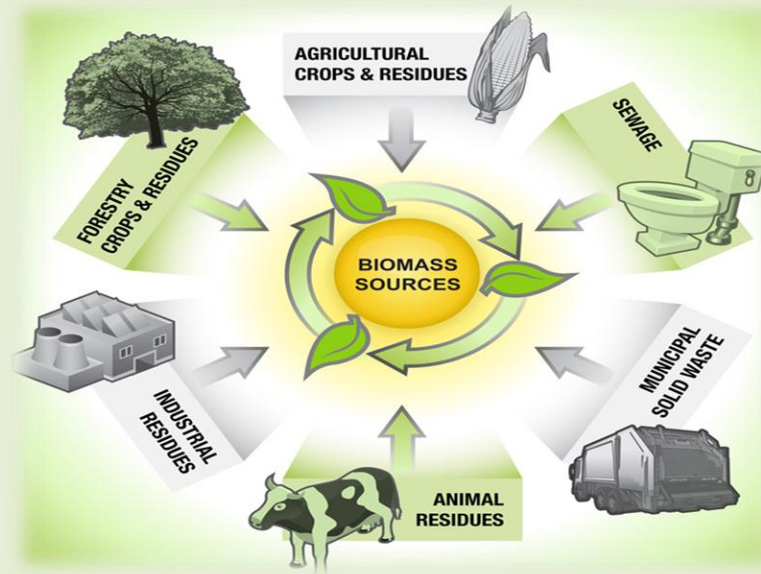 AGRICULTURAL
CROPS & RESIDUES
SEWAGE
FORESTRY
CROPS & RESIDUES
BIOMASS
SOURCES
MUNICIPAL
SOLID WASTE
INDUSTRIAL
RESIDUES
ANIMAL
RESIDUES